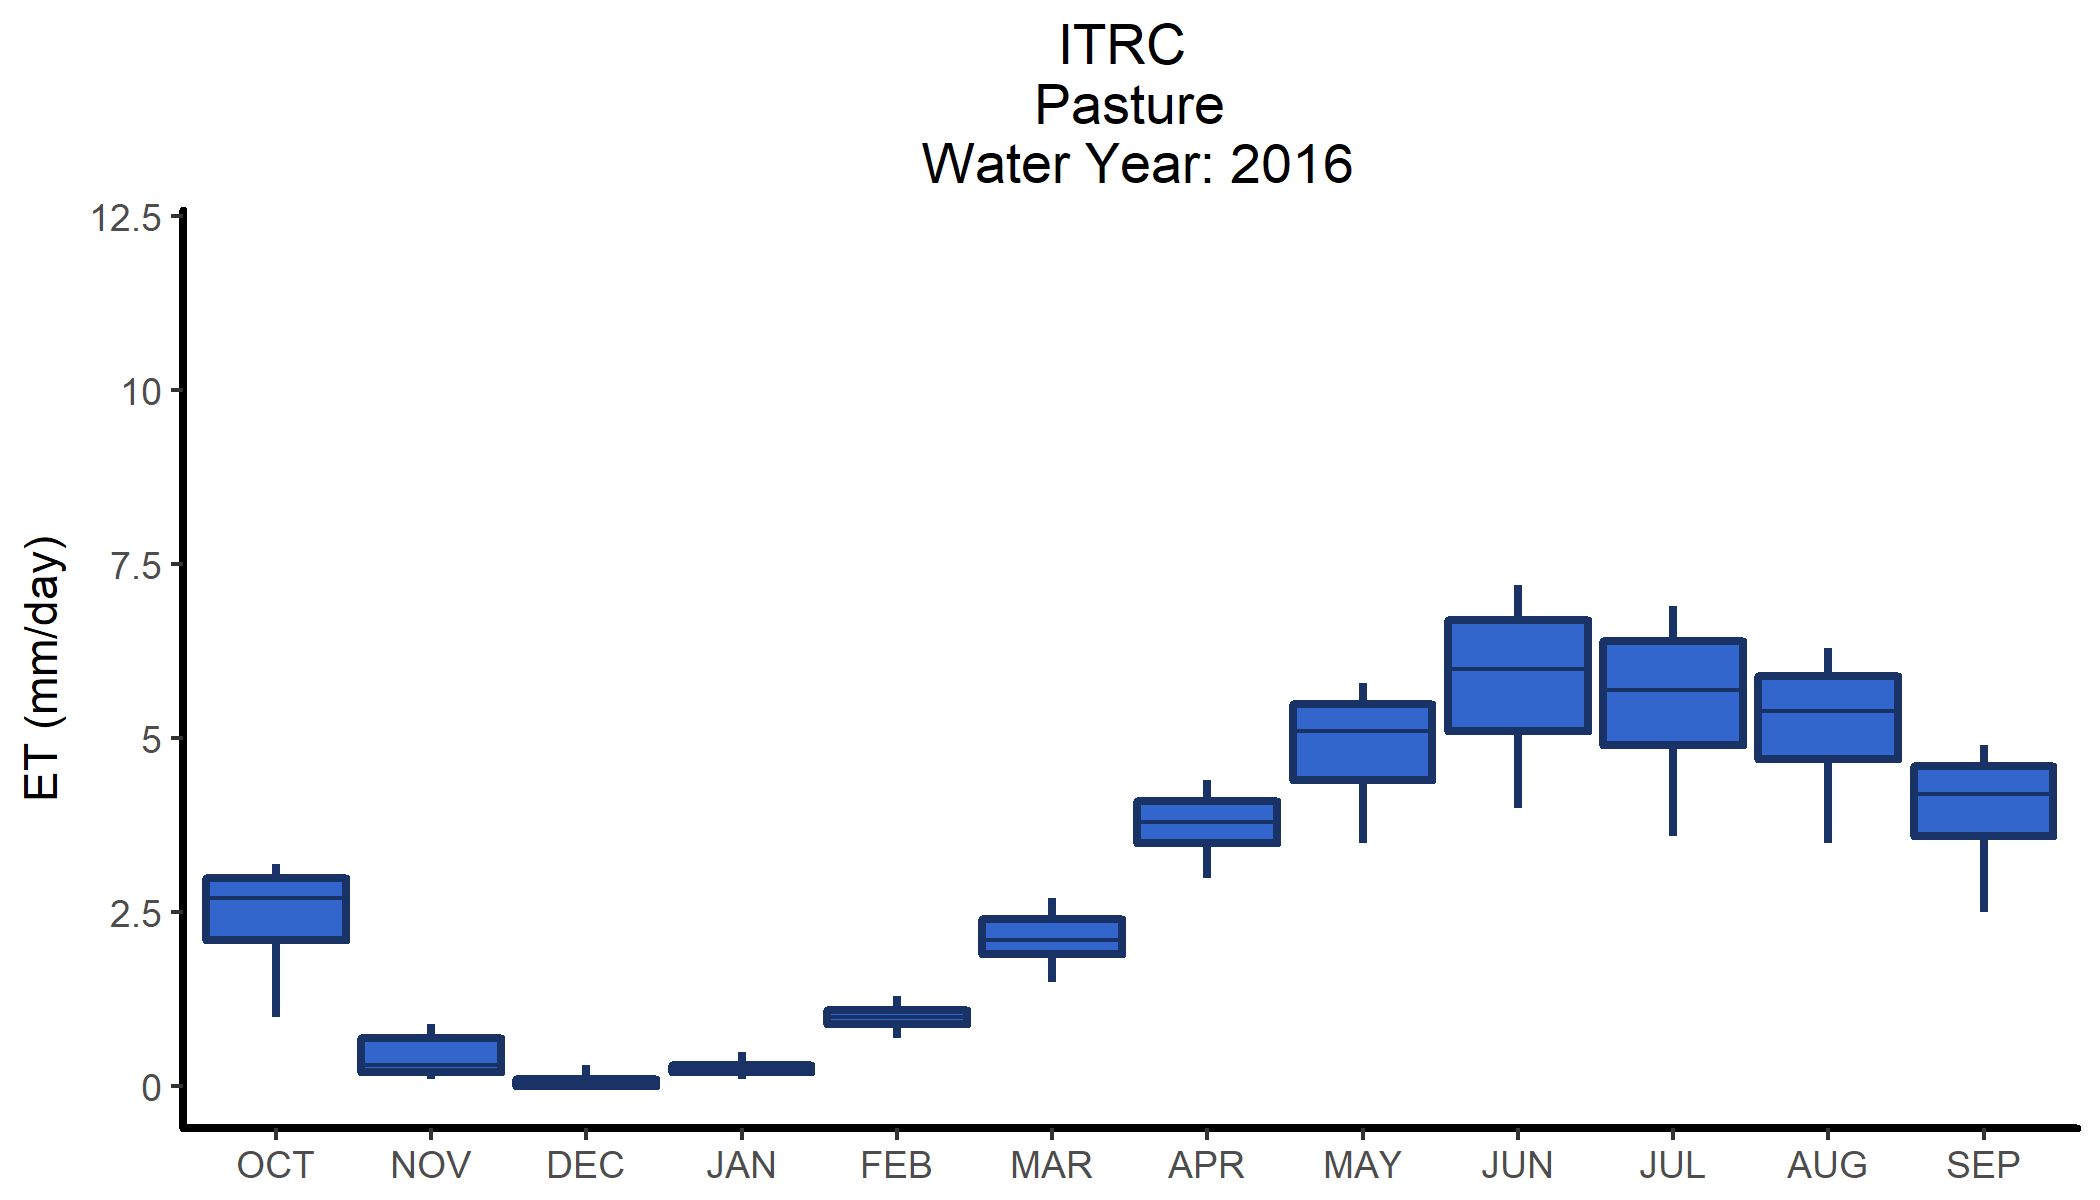 ITRC
Pasture
Water Year: 2016
12.5
10
7.5
5
2.5
0
ET (mm/day)
OCT NOV DEC JAN FEB MAR APR MAY JUN JUL AUG SEP